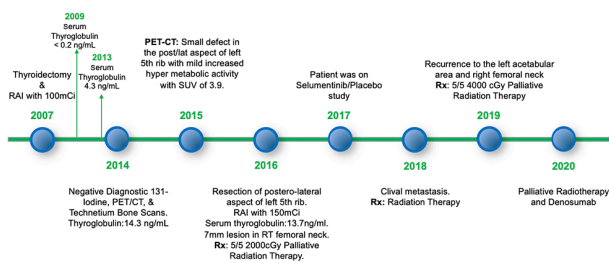 2009
Serum
Thyroglobulin
< 0.2 ng/mL
2013
Serum
Thyroglobulin
4.3 ng/mL
Thyroidectomy
&
RAI with 100mCi
2007
Negative Diagnostic 131-
Iodine, PET/CT, &
Technetium Bone Scans.
Thyroglobulin:14.3 ng/mL
2014
PET-CT: Small defect in
the post/lat aspect of left
5th rib with mild increased
hyper metabolic activity
with SUV of 3.9.
2015
2016
Resection of postero-lateral
aspect of left 5th rib.
RAI with 150mCi
Serum thyroglobulin:13.7ng/ml.
7mm lesion in RT femoral neck.
Rx: 5/5 2000cGy Palliative
Radiation Therapy.
Patient was on
Selumentinib/Placebo
study
2017
2018
Clival metastasis.
Rx: Radiation Therapy
Recurrence to the left acetabular
area and right femoral neck
Rx: 5/5 4000 cGy Palliative
Radiation Therapy
2019
2020
Palliative Radiotherapy
and Denosumab